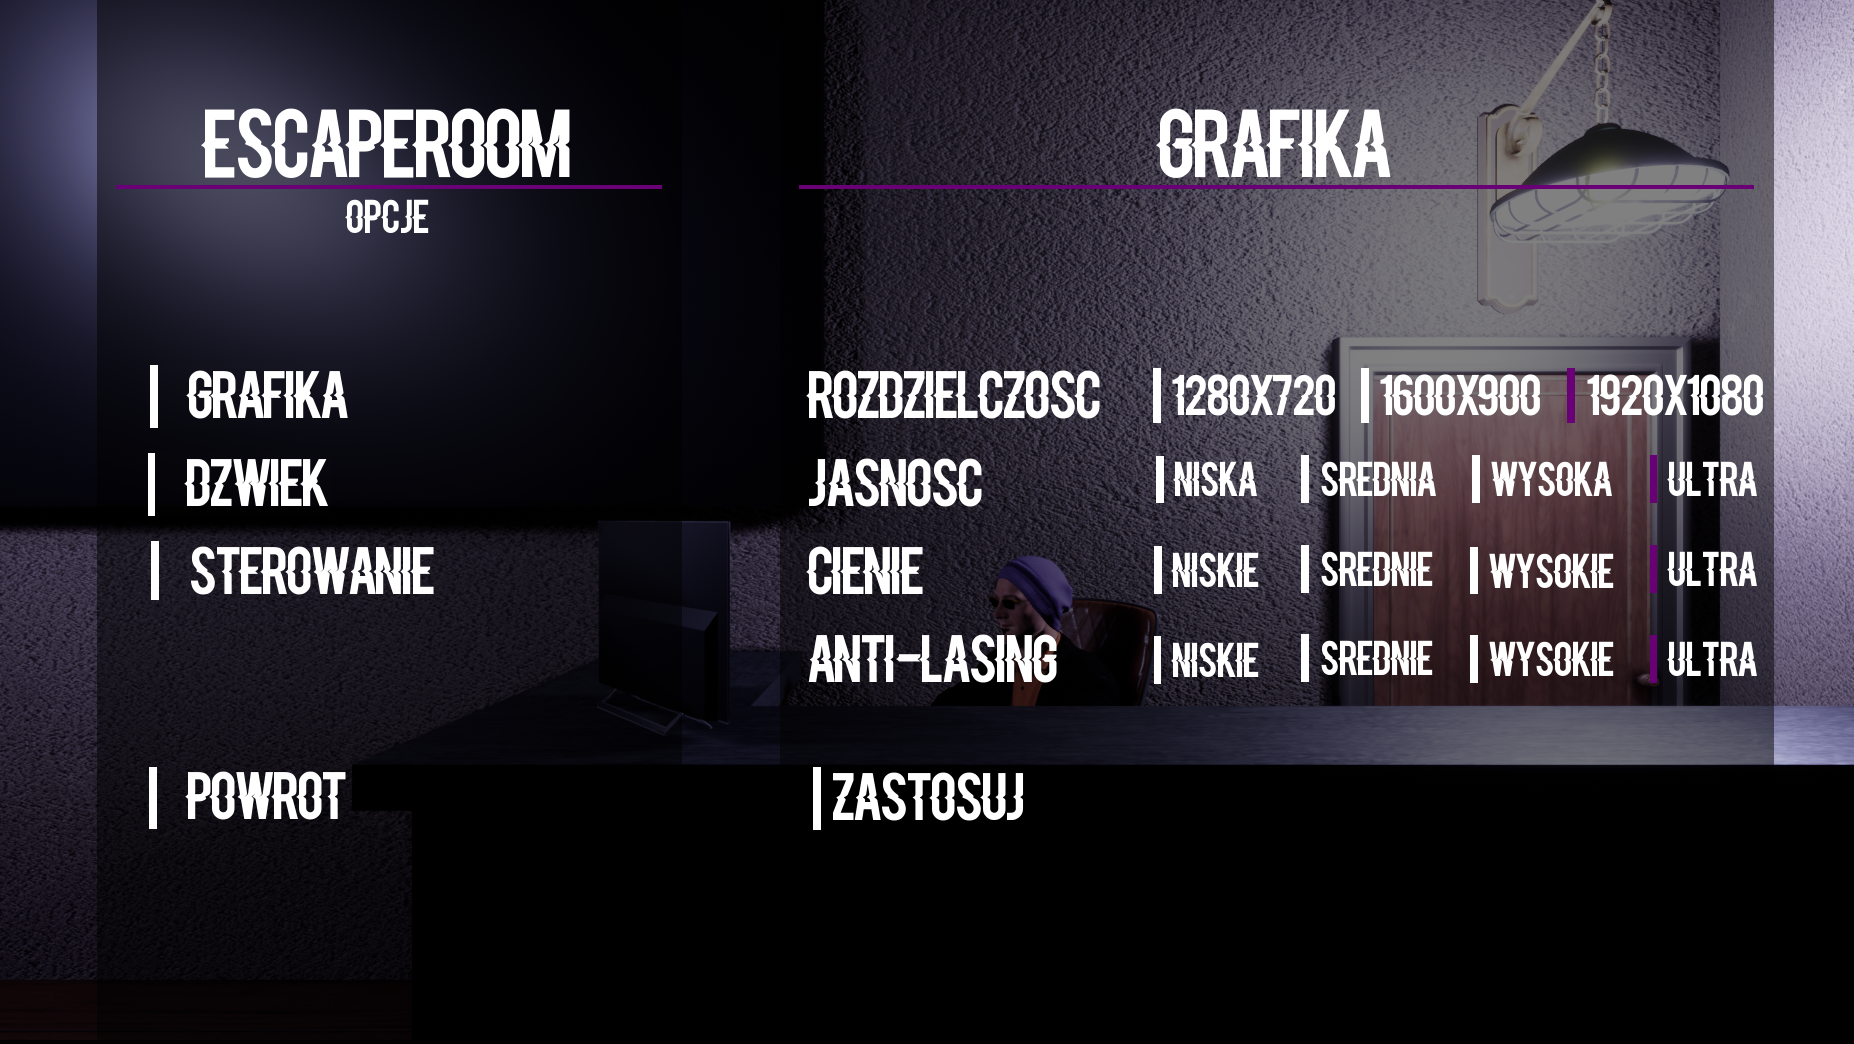 ESCAPEROOM
OPCJE
GRAFIKA
DZWIEK
STEROWANIE
POWROT
GRAFIKA
ROZDZIELCZOSC 1280X720 1600X900 1920X1080
JASNOSC NISKA SREDNIA WYSOKA ULTRA
CIENIE NISKIE SREDNIE WYSOKIE ULTRA
ANTI-LASING NISKIE SREDNIE WYSOKIE ULTRA
ZASTOSUJ